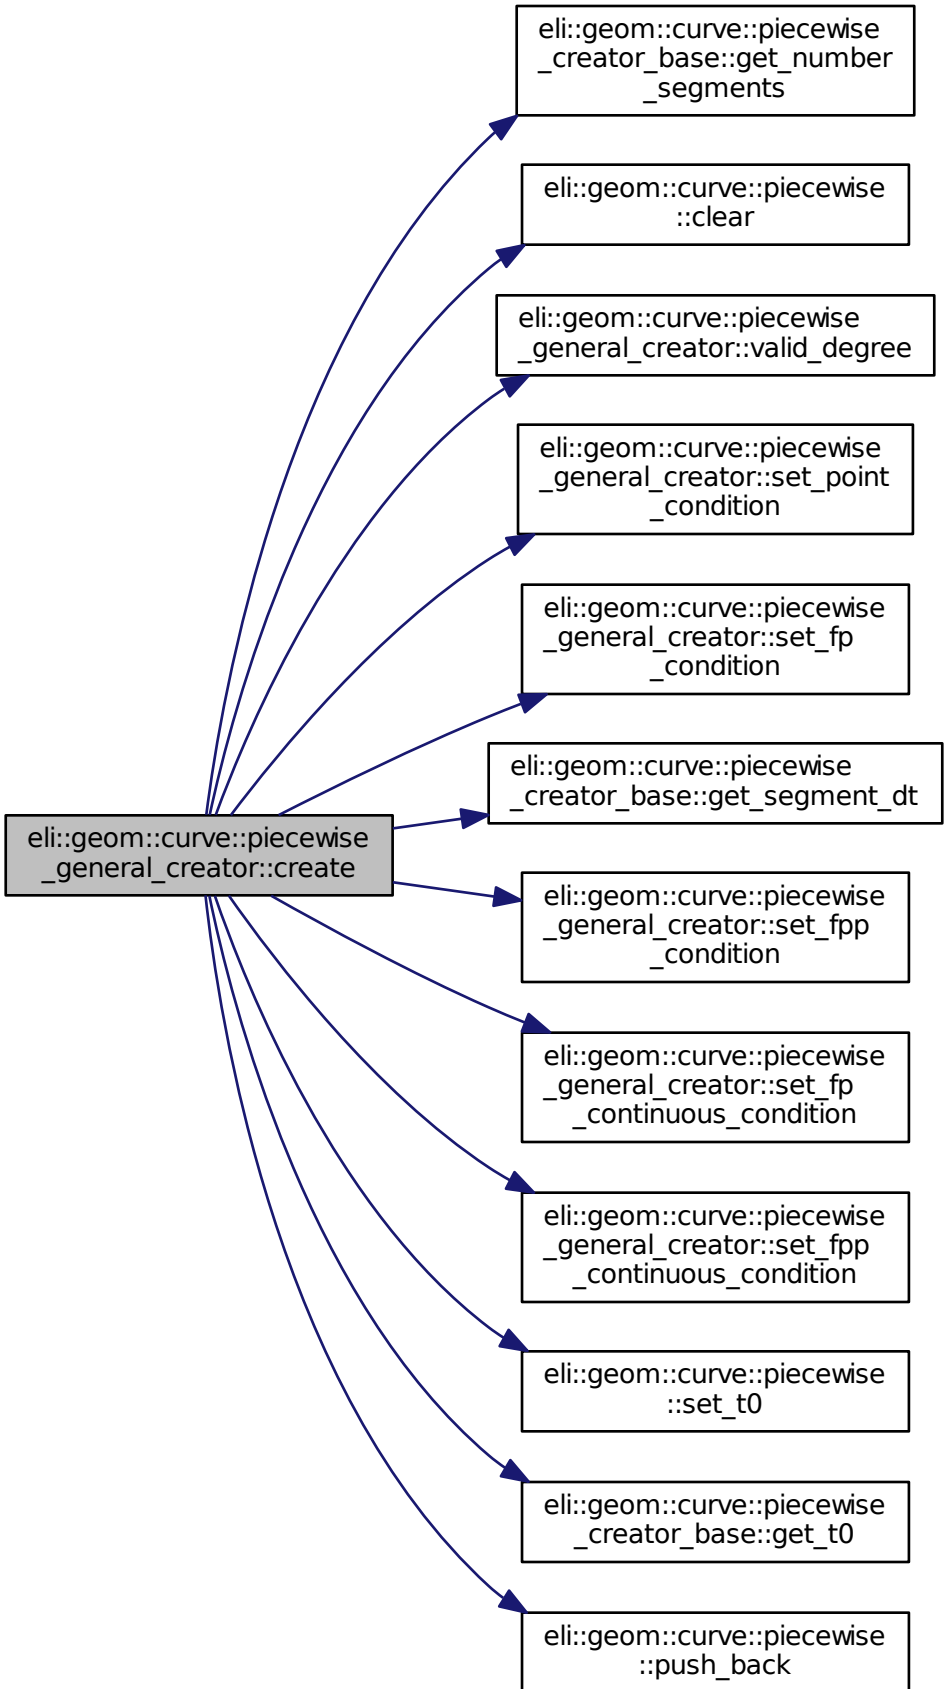 eli::geom::curve::piecewise
_creator_base::get_number
_segments
eli::geom::curve::piecewise
::clear
eli::geom::curve::piecewise
_general_creator::valid_degree
eli::geom::curve::piecewise
_general_creator::set_point
_condition
eli::geom::curve::piecewise
_general_creator::set_fp
_condition
eli::geom::curve::piecewise
_creator_base::get_segment_dt
eli::geom::curve::piecewise
_general_creator::create
eli::geom::curve::piecewise
_general_creator::set_fpp
_condition
eli::geom::curve::piecewise
_general_creator::set_fp
_continuous_condition
eli::geom::curve::piecewise
_general_creator::set_fpp
_continuous_condition
eli::geom::curve::piecewise
::set_t0
eli::geom::curve::piecewise
_creator_base::get_t0
eli::geom::curve::piecewise
::push_back